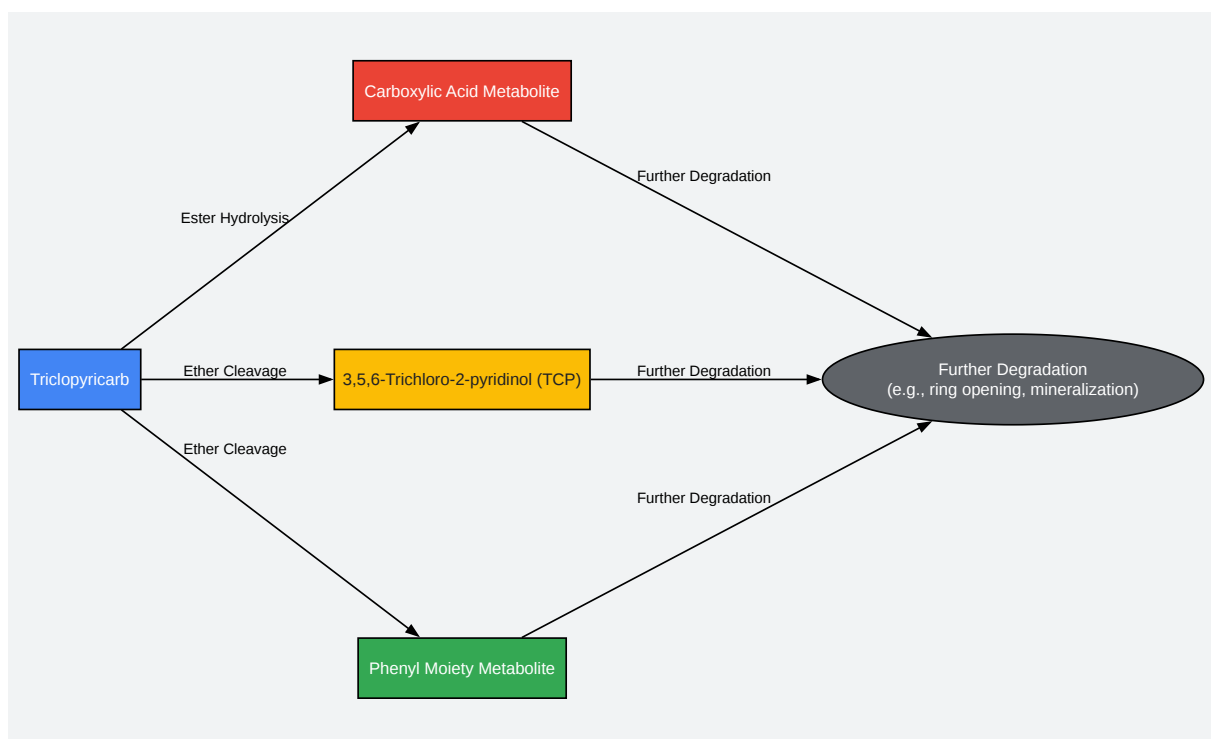 Carboxylic Acid Metabolite
Further Degradation
Ester Hydrolysis
Triclopyricarb
Ether Cleavage
3,5,6-Trichloro-2-pyridinol (TCP)
Further Degradation
Further Degradation
(e.g., ring opening, mineralization)
Ether Cleavage
Further Degradation
Phenyl Moiety Metabolite